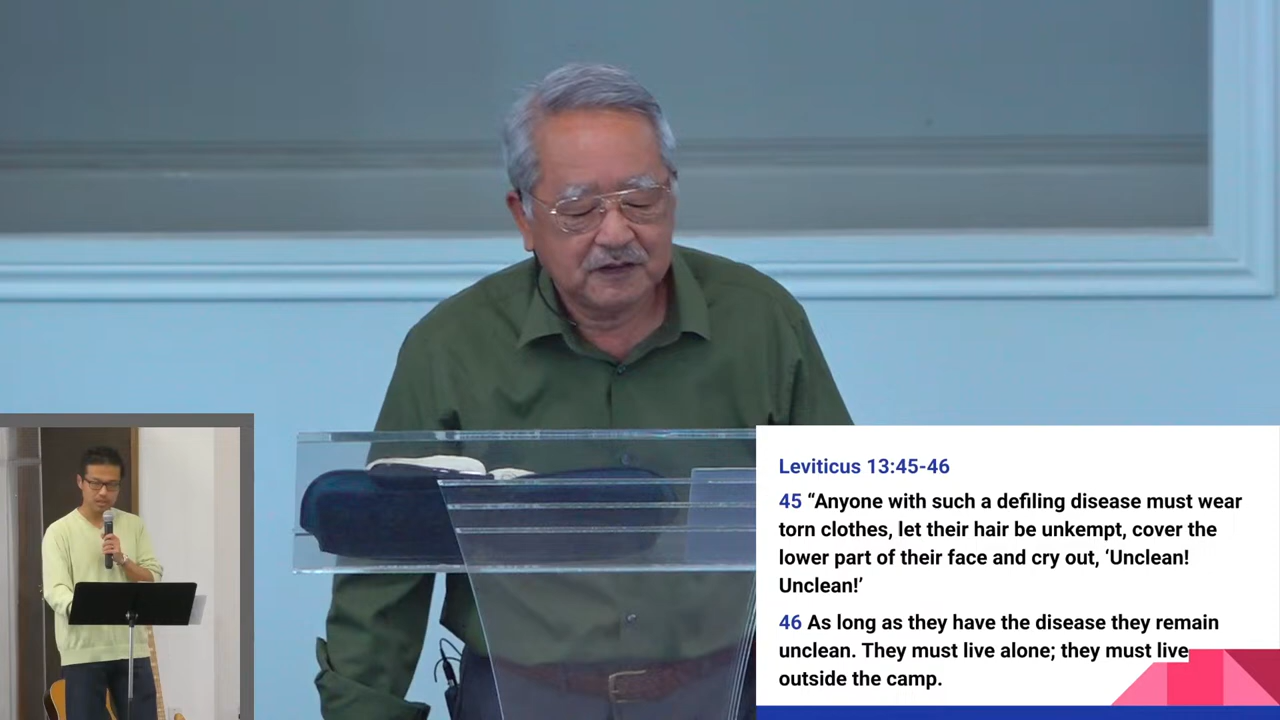 Leviticus 13:45-46
45 “Anyone with such a defiling disease must wear
torn clothes, let their hair be unkempt, cover the
lower part of their face and cry out, ‘Unclean!
Unclean!’
46 As long as they have the disease they remain
unclean. They must live alone; they must live
outside the camp.